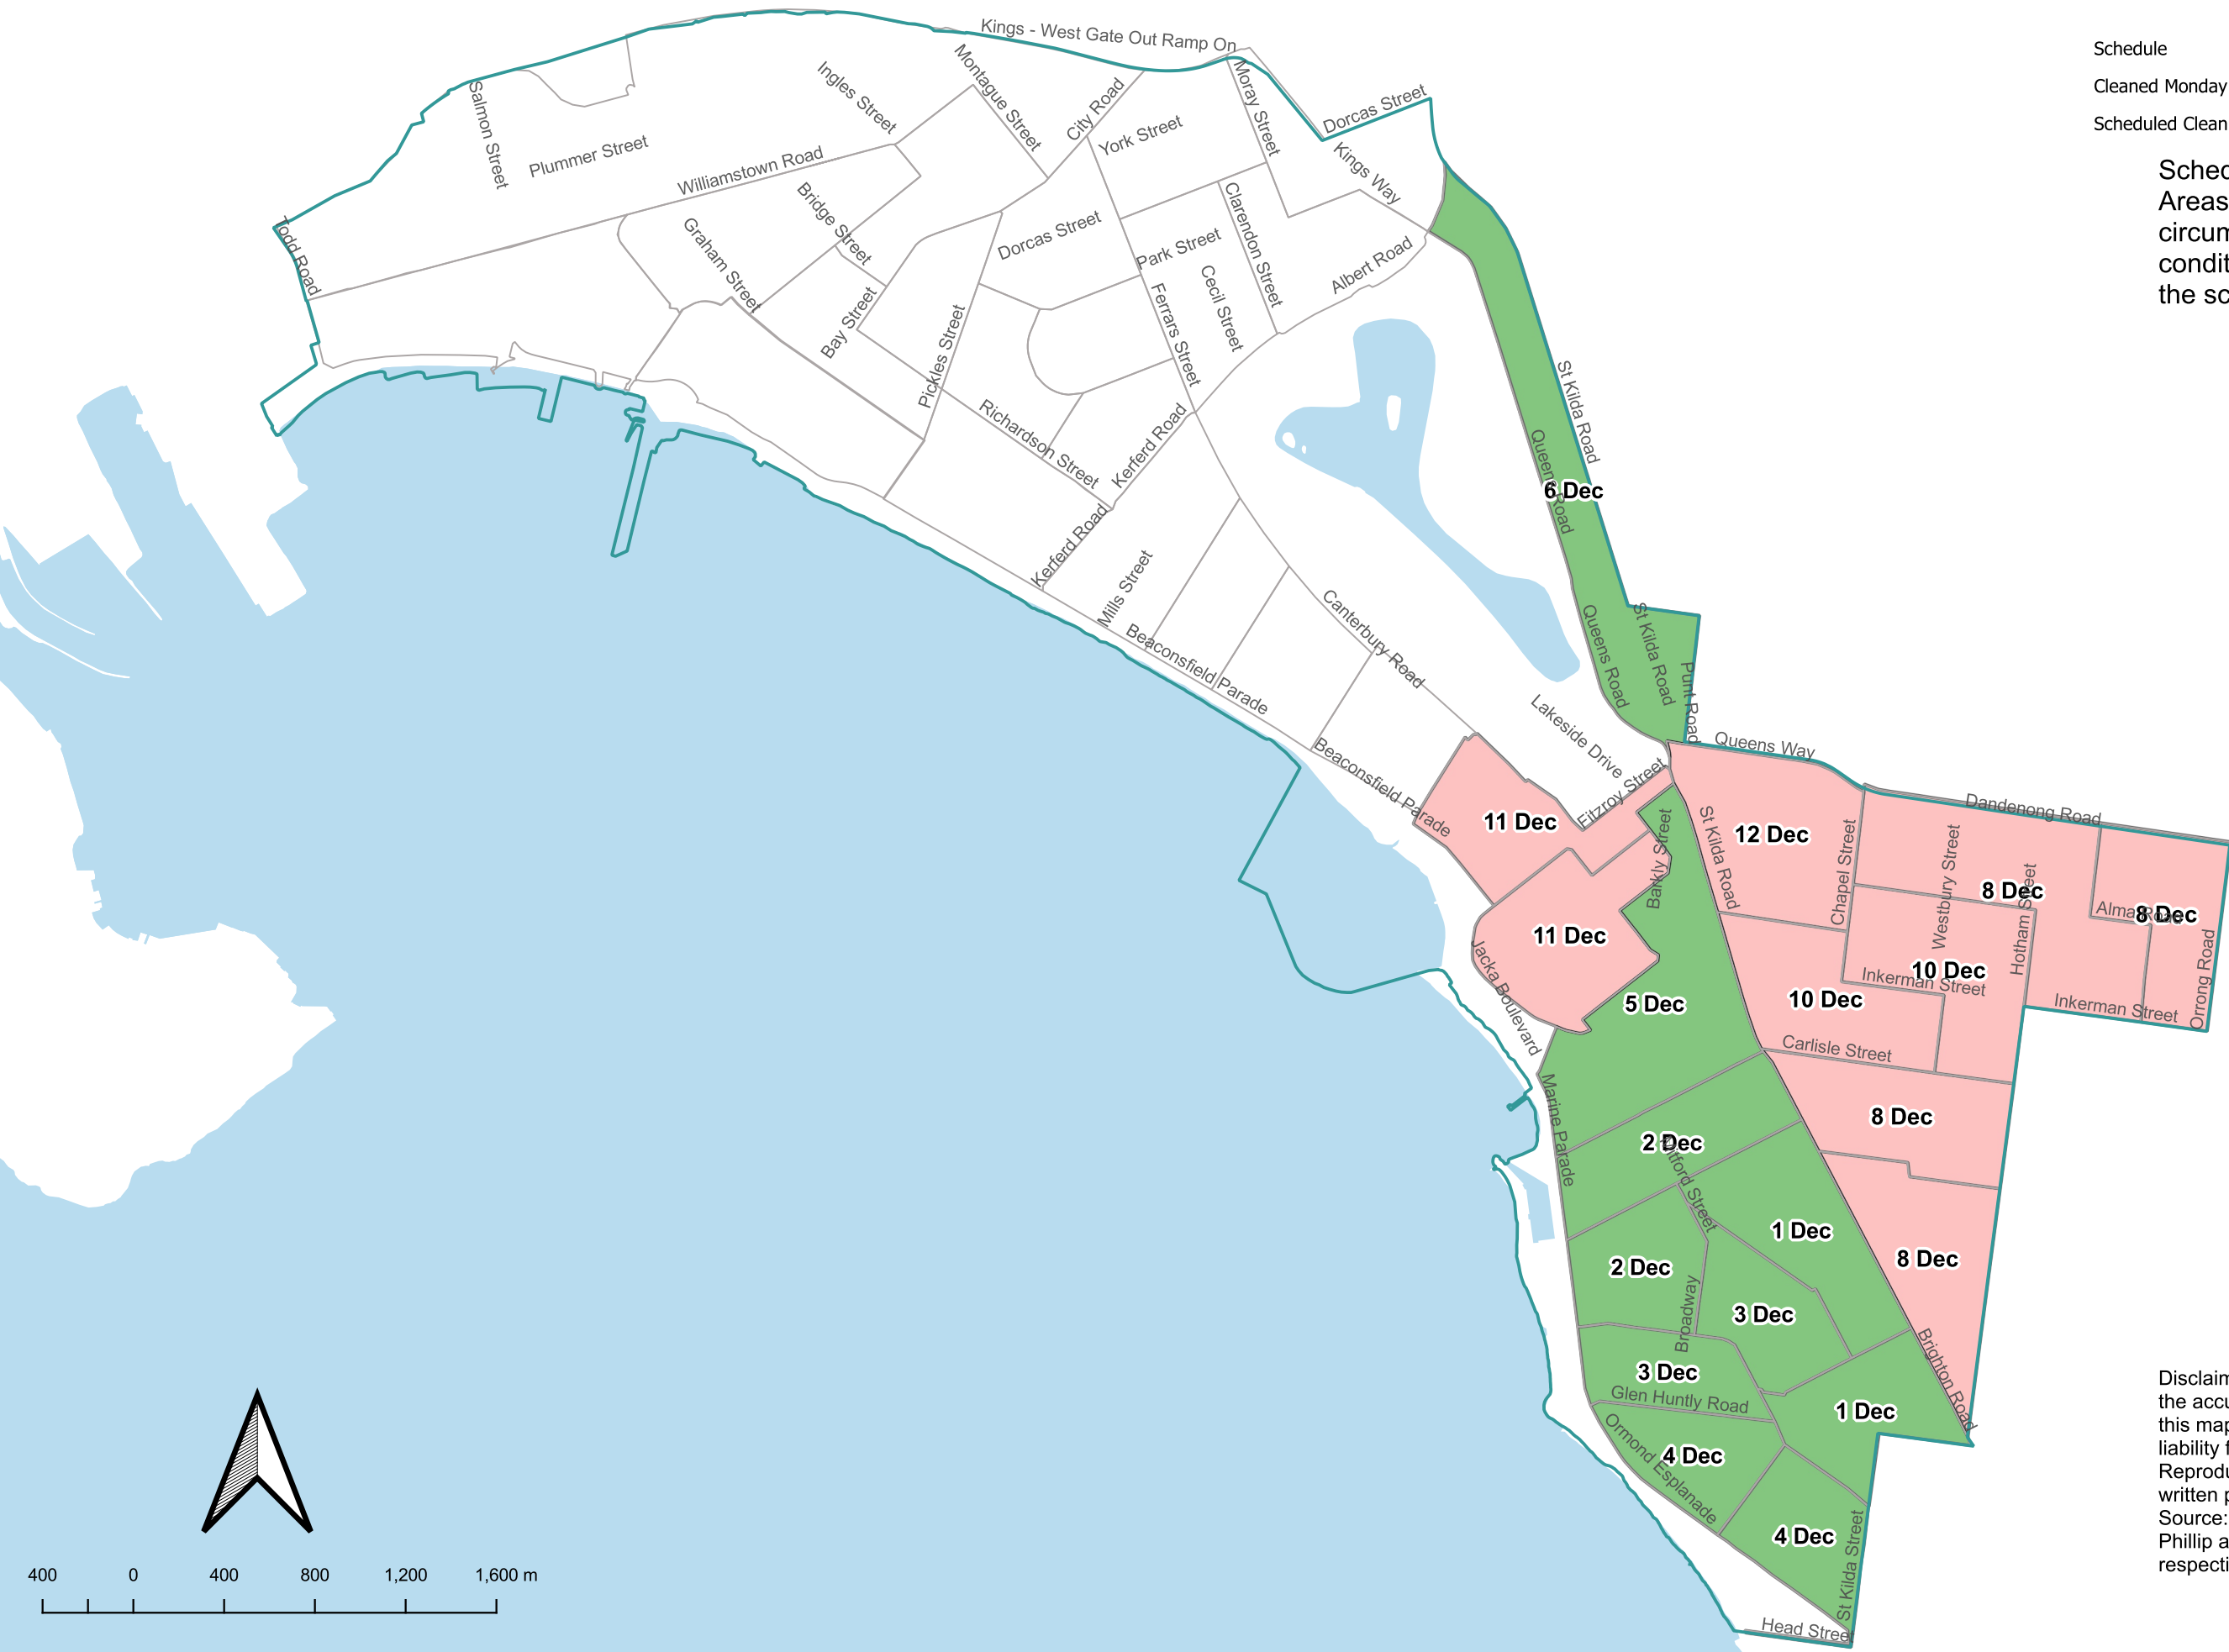 Schedule
Cleaned Monday
Scheduled Clean
Sched
Areas
circum
condit
the sc
Kings - West Gate Out Ramp On
Dorcas Street
Montague Street
Ingles Street
City Road
Moray Street
York Street
Salmon Street
Plummer Street
Williamstown Road
Kings Way
Bridge Street
Clarendon Street
Todd Road
Graham Street
Dorcas Street
Park Street
Albert Road
Cecil Street
Bay Street
Ferrars Street
Pickles Street
St Kilda Road
Richardson Street
Kerferd Road
Queens Road
6 Dec
Kerferd Road
Mills Street
Canterbury Road
Beaconsfield Parade
Queens Road
St Kilda Road
Punt Road
Lakeside Drive
Queens Way
Beaconsfield Parade
Fitzroy Street
Dandenong Road
11 Dec
12 Dec
Barkly Street
St Kilda Road
Chapel Street
Westbury Street
Hotham Street
8 Dec
Alma Road
8 Dec
11 Dec
Orrong Road
10 Dec
Inkerman Street
10 Dec
Inkerman Street
5 Dec
Jacka Boulevard
Carlisle Street
Marine Parade
8 Dec
2 Dec
Mitford Street
1 Dec
8 Dec
2 Dec
Broadway
3 Dec
3 Dec
Glen Huntly Road
Brighton Road
1 Dec
Ormond Esplanade
4 Dec
4 Dec
St Kilda Street
Head Street
Disclaim
the accu
this map
liability f
Reprodu
written p
Source:
Phillip a
respecti
400 0 400 800 1,200 1,600 m